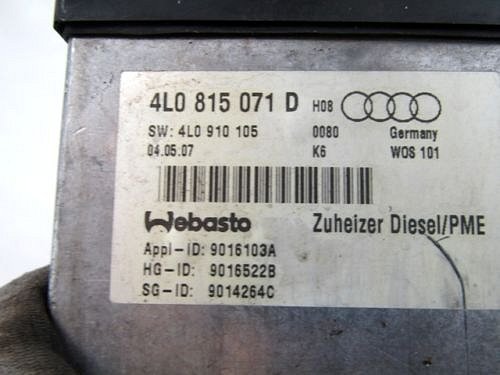 4L0 815 071 D H08
SW: 4L0 910 105 0080 Germany
04.05.07 K6 WOS 101
Webasto Zuheizer Diesel/PME
Appl-ID: 9016103A
HG-ID: 9016522B
SG-ID: 9014264C